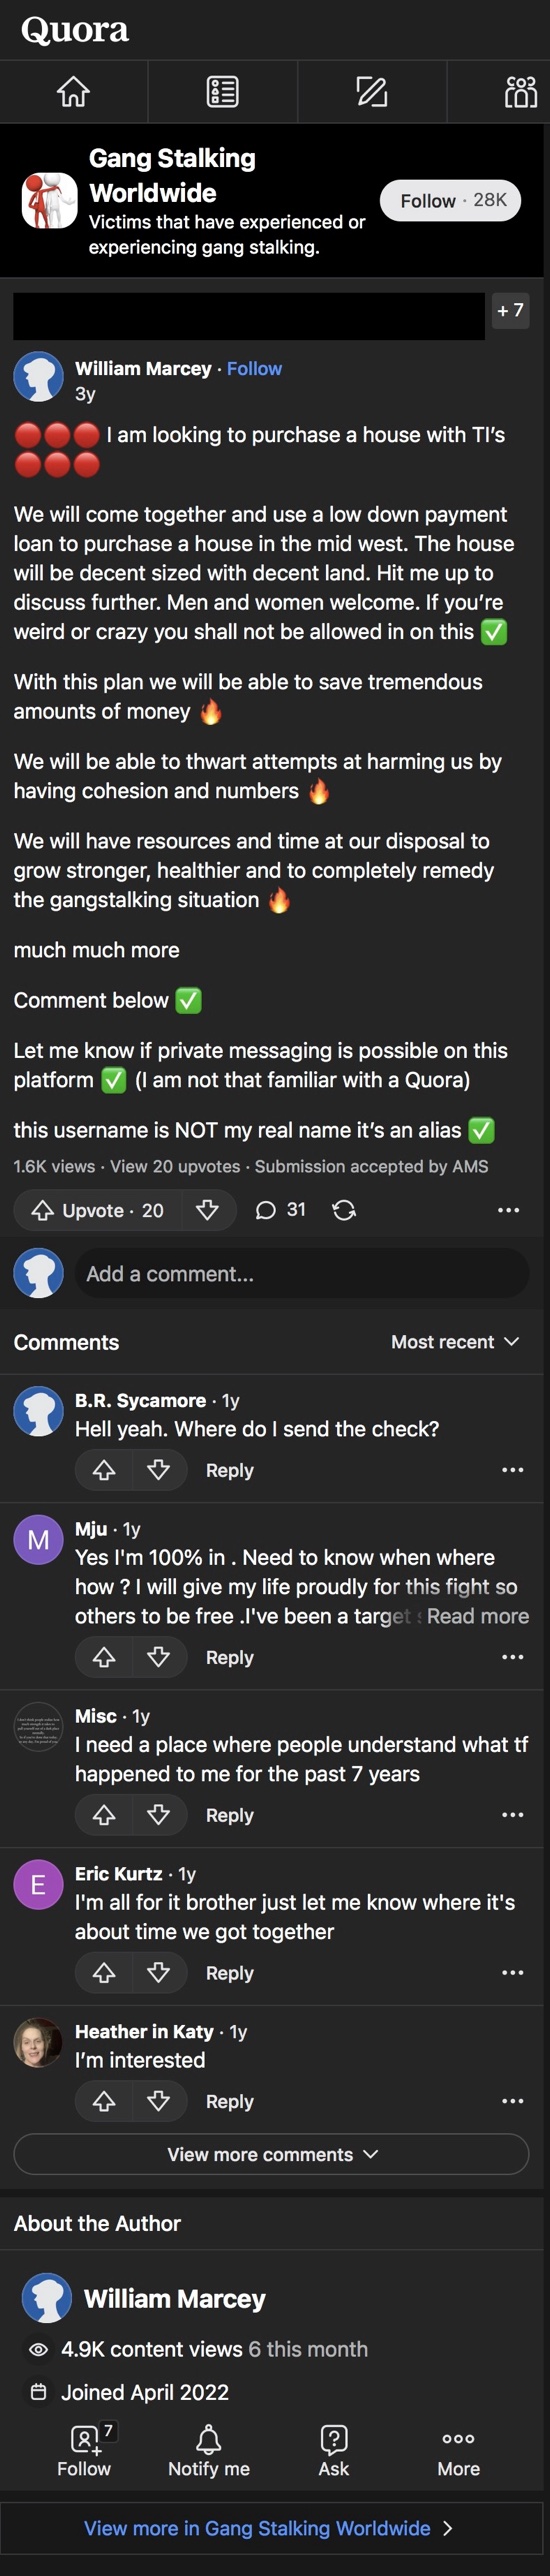 Quora
Gang Stalking
Worldwide
Victims that have experienced or
experiencing gang stalking.
Follow · 28K
+ 7
William Marcey · Follow
3y
🔴🔴🔴 I am looking to purchase a house with TI’s
🔴🔴🔴
We will come together and use a low down payment
loan to purchase a house in the mid west. The house
will be decent sized with decent land. Hit me up to
discuss further. Men and women welcome. If you’re
weird or crazy you shall not be allowed in on this ✅
With this plan we will be able to save tremendous
amounts of money 🔥
We will be able to thwart attempts at harming us by
having cohesion and numbers 🔥
We will have resources and time at our disposal to
grow stronger, healthier and to completely remedy
the gangstalking situation 🔥
much much more
Comment below ✅
Let me know if private messaging is possible on this
platform ✅ (I am not that familiar with a Quora)
this username is NOT my real name it’s an alias ✅
1.6K views · View 20 upvotes · Submission accepted by AMS
Upvote · 20
31
Add a comment...
Comments
Most recent
B.R. Sycamore · 1y
Hell yeah. Where do I send the check?
Reply
M
Mju · 1y
Yes I'm 100% in . Need to know when where
how ? I will give my life proudly for this fight so
others to be free .I've been a target Read more
Reply
Misc · 1y
I need a place where people understand what tf
happened to me for the past 7 years
Reply
E
Eric Kurtz · 1y
I'm all for it brother just let me know where it's
about time we got together
Reply
Heather in Katy · 1y
I’m interested
Reply
View more comments
About the Author
William Marcey
4.9K content views 6 this month
Joined April 2022
7
Follow
Notify me
Ask
More
View more in Gang Stalking Worldwide